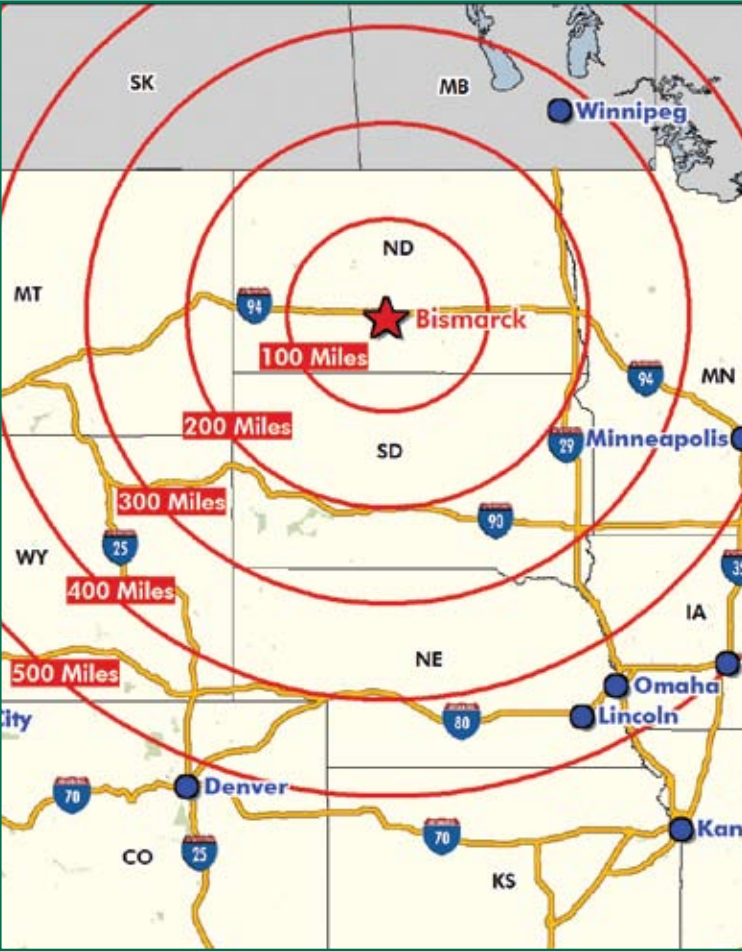 SK
MB
Winnipeg
ND
MT
94
Bismarck
100 Miles
94
MN
200 Miles
29
Minneapolis
SD
300 Miles
90
25
WY
35
400 Miles
IA
NE
500 Miles
Omaha
City
80
Lincoln
70
Denver
Kan
70
CO
25
KS